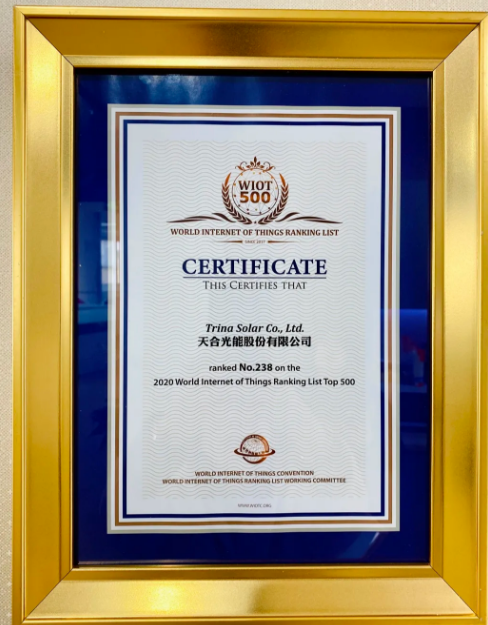 WIOT
500
WORLD INTERNET OF THINGS RANKING LIST
SINCE 2017
CERTIFICATE
THIS CERTIFIES THAT
Trina Solar Co., Ltd.
天合光能股份有限公司
ranked No.238 on the
2020 World Internet of Things Ranking List Top 500
WORLD INTERNET OF THINGS CONVENTION
WORLD INTERNET OF THINGS RANKING LIST WORKING COMMITTEE